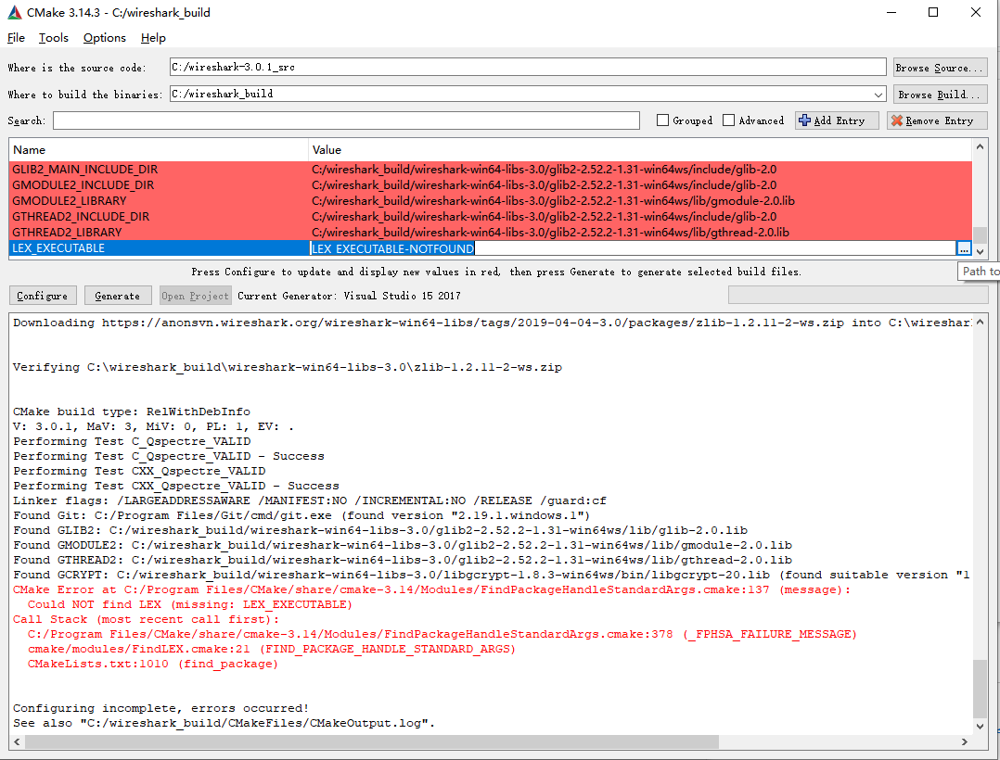 CMake 3.14.3 - C:/wireshark_build
File Tools Options Help
Where is the source code: C:/wireshark-3.0.1_src Browse Source...
Where to build the binaries: C:/wireshark_build Browse Build...
Search: Grouped Advanced Add Entry Remove Entry
Name Value
GLIB2_MAIN_INCLUDE_DIR C:/wireshark_build/wireshark-win64-libs-3.0/glib2-2.52.2-1.31-win64ws/include/glib-2.0
GMODULE2_INCLUDE_DIR C:/wireshark_build/wireshark-win64-libs-3.0/glib2-2.52.2-1.31-win64ws/include/glib-2.0
GMODULE2_LIBRARY C:/wireshark_build/wireshark-win64-libs-3.0/glib2-2.52.2-1.31-win64ws/lib/gmodule-2.0.lib
GTHREAD2_INCLUDE_DIR C:/wireshark_build/wireshark-win64-libs-3.0/glib2-2.52.2-1.31-win64ws/include/glib-2.0
GTHREAD2_LIBRARY C:/wireshark_build/wireshark-win64-libs-3.0/glib2-2.52.2-1.31-win64ws/lib/gthread-2.0.lib
LEX_EXECUTABLE LEX_EXECUTABLE-NOTFOUND ...
Press Configure to update and display new values in red, then press Generate to generate selected build files.
Path to
Configure Generate Open Project Current Generator: Visual Studio 15 2017
Downloading https://anonsvn.wireshark.org/wireshark-win64-libs/tags/2019-04-04-3.0/packages/zlib-1.2.11-2-ws.zip into C:\wireshar
Verifying C:\wireshark_build\wireshark-win64-libs-3.0\zlib-1.2.11-2-ws.zip
CMake build type: RelWithDebInfo
V: 3.0.1, MaV: 3, MiV: 0, PL: 1, EV: .
Performing Test C_Qspectre_VALID
Performing Test C_Qspectre_VALID - Success
Performing Test CXX_Qspectre_VALID
Performing Test CXX_Qspectre_VALID - Success
Linker flags: /LARGEADDRESSAWARE /MANIFEST:NO /INCREMENTAL:NO /RELEASE /guard:cf
Found Git: C:/Program Files/Git/cmd/git.exe (found version "2.19.1.windows.1")
Found GLIB2: C:/wireshark_build/wireshark-win64-libs-3.0/glib2-2.52.2-1.31-win64ws/lib/glib-2.0.lib
Found GMODULE2: C:/wireshark_build/wireshark-win64-libs-3.0/glib2-2.52.2-1.31-win64ws/lib/gmodule-2.0.lib
Found GTHREAD2: C:/wireshark_build/wireshark-win64-libs-3.0/glib2-2.52.2-1.31-win64ws/lib/gthread-2.0.lib
Found GCRYPT: C:/wireshark_build/wireshark-win64-libs-3.0/libgcrypt-1.8.3-win64ws/bin/libgcrypt-20.lib (found suitable version "1
CMake Error at C:/Program Files/CMake/share/cmake-3.14/Modules/FindPackageHandleStandardArgs.cmake:137 (message):
Could NOT find LEX (missing: LEX_EXECUTABLE)
Call Stack (most recent call first):
C:/Program Files/CMake/share/cmake-3.14/Modules/FindPackageHandleStandardArgs.cmake:378 (_FPHSA_FAILURE_MESSAGE)
cmake/modules/FindLEX.cmake:21 (FIND_PACKAGE_HANDLE_STANDARD_ARGS)
CMakeLists.txt:1010 (find_package)
Configuring incomplete, errors occurred!
See also "C:/wireshark_build/CMakeFiles/CMakeOutput.log".